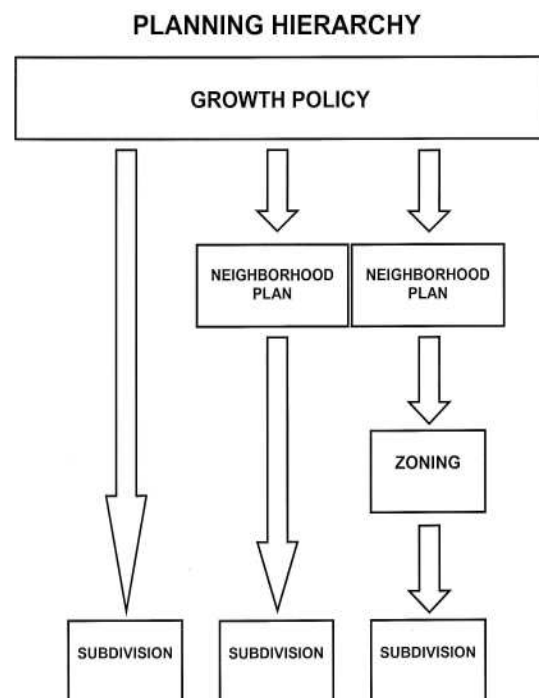 PLANNING HIERARCHY
GROWTH POLICY
NEIGHBORHOOD
PLAN
NEIGHBORHOOD
PLAN
ZONING
SUBDIVISION
SUBDIVISION
SUBDIVISION